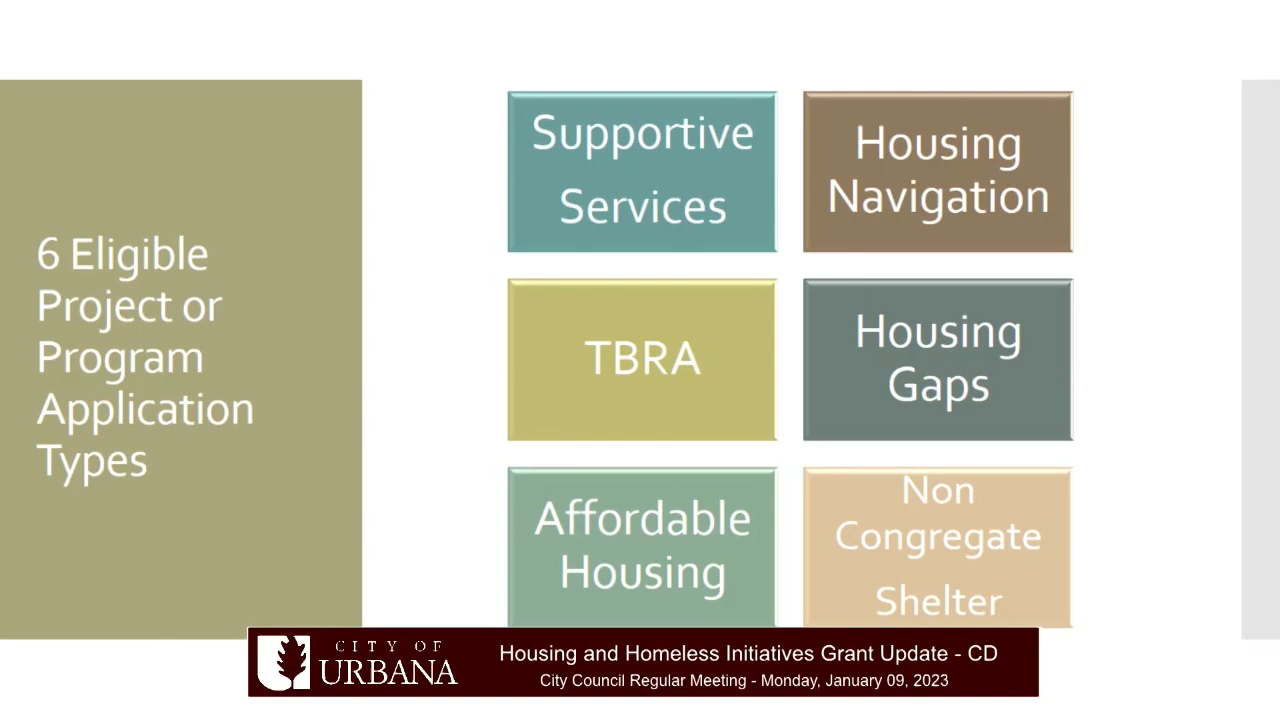 6 Eligible
Project or
Program
Application
Types
Supportive
Services
Housing
Navigation
TBRA
Housing
Gaps
Affordable
Housing
Non
Congregate
Shelter
CITY OF
URBANA
Housing and Homeless Initiatives Grant Update - CD
City Council Regular Meeting - Monday, January 09, 2023